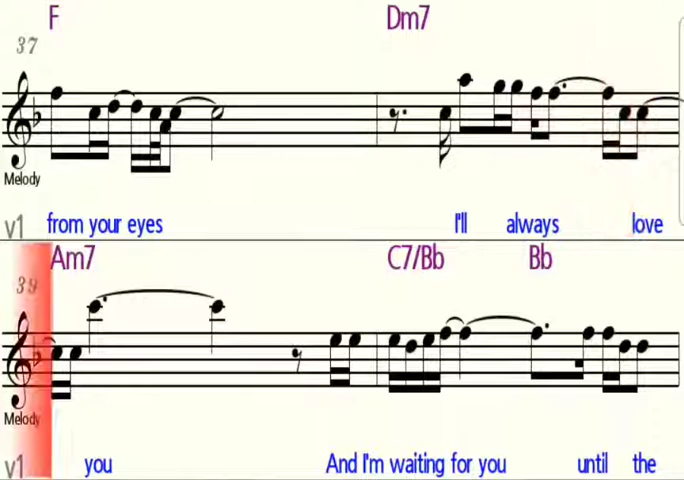 F Dm7
37
Melody
v1 from your eyes I'll always love
Am7 C7/Bb Bb
39
Melody
v1 you And I'm waiting for you until the